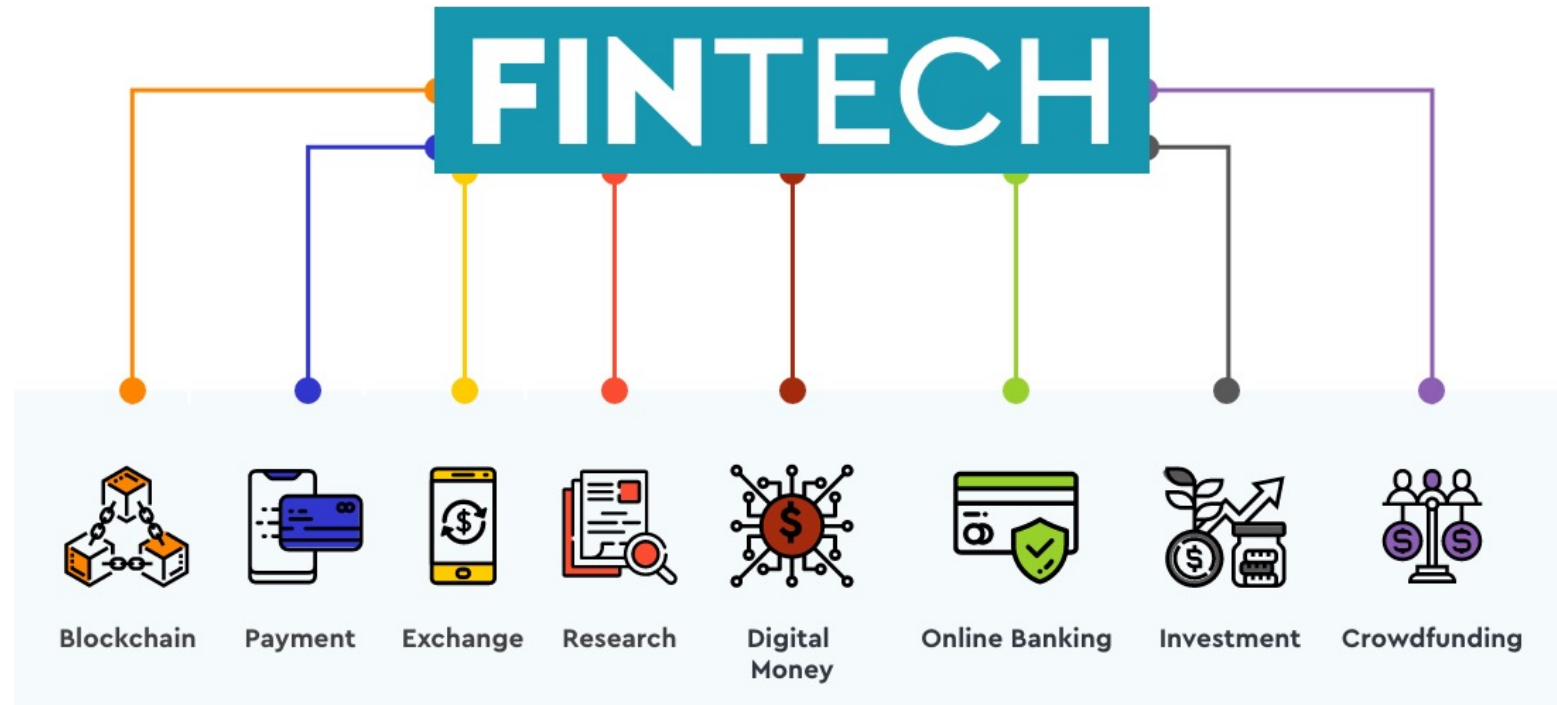 FINTECH
Blockchain
Payment
Exchange
Research
Digital
Money
Online Banking
Investment
Crowdfunding